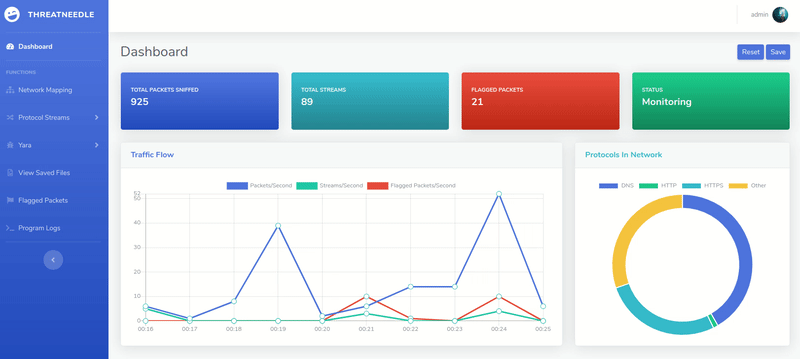 THREATNEEDLE
admin
Dashboard
Dashboard
Reset
Save
FUNCTIONS
Network Mapping
Protocol Streams
Yara
View Saved Files
Flagged Packets
Program Logs
TOTAL PACKETS SNIFFED
925
TOTAL STREAMS
89
FLAGGED PACKETS
21
STATUS
Monitoring
Traffic Flow
Packets/Second
Streams/Second
Flagged Packets/Second
52
50
40
30
20
10
0
00:16
00:17
00:18
00:19
00:20
00:21
00:22
00:23
00:24
00:25
Protocols In Network
DNS
HTTP
HTTPS
Other